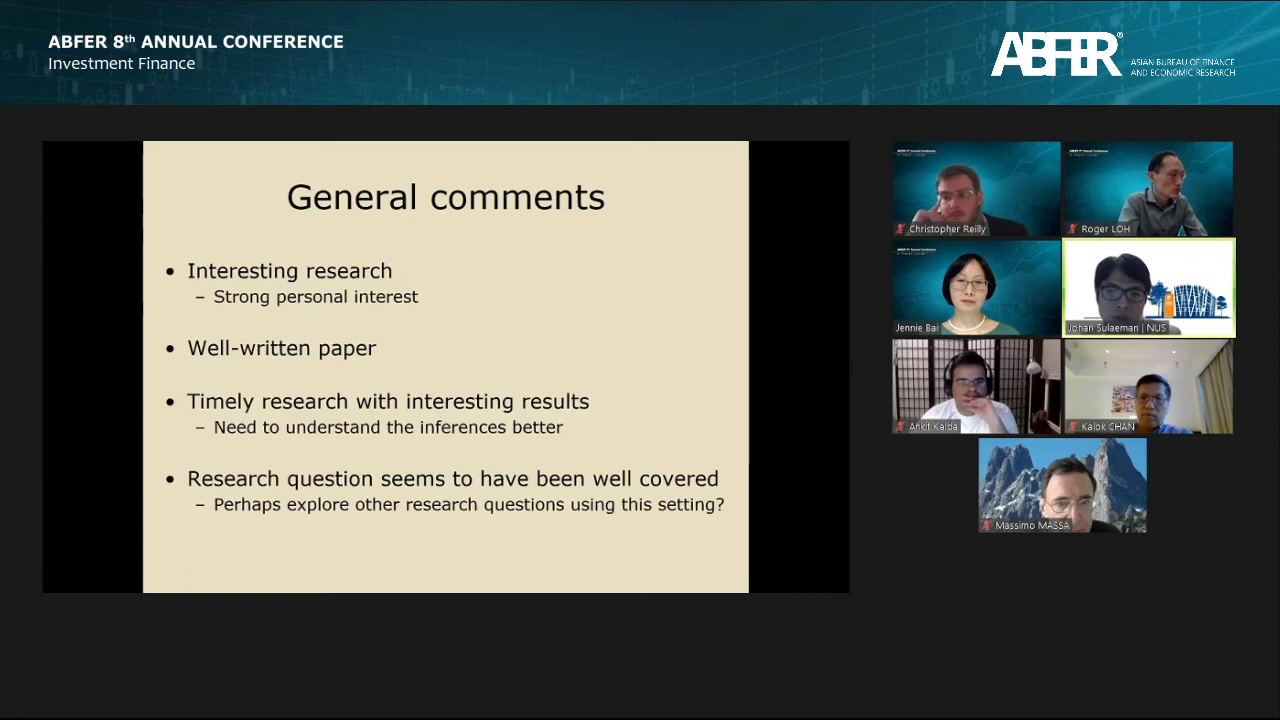 ABFER 8th ANNUAL CONFERENCE
Investment Finance
ABFER®
ASIAN BUREAU OF FINANCE
AND ECONOMIC RESEARCH
General comments
• Interesting research
– Strong personal interest
• Well-written paper
• Timely research with interesting results
– Need to understand the inferences better
• Research question seems to have been well covered
– Perhaps explore other research questions using this setting?
Christopher Reilly
Roger LOH
Jennie Bai
Johan Sulaeman | NUS
Ankit Kalda
Kalok CHAN
Massimo MASSA